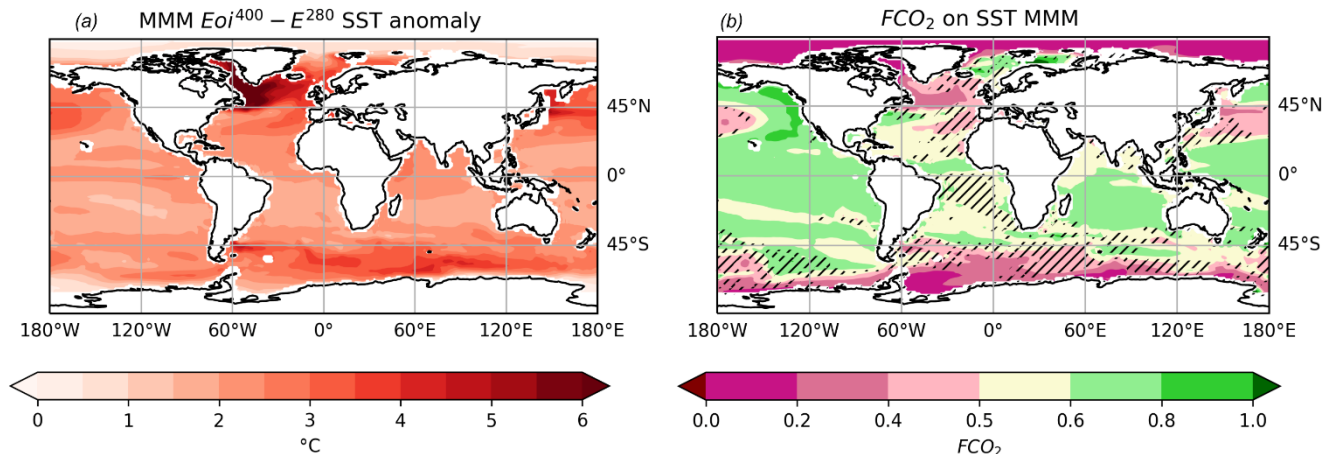 (a) MMM Eoi⁴⁰⁰ − E²⁸⁰ SST anomaly
45°N
0°
45°S
180°W 120°W 60°W 0° 60°E 120°E 180°E
0 1 2 3 4 5 6
°C
(b) FCO₂ on SST MMM
45°N
0°
45°S
180°W 120°W 60°W 0° 60°E 120°E 180°E
0.0 0.2 0.4 0.5 0.6 0.8 1.0
FCO₂